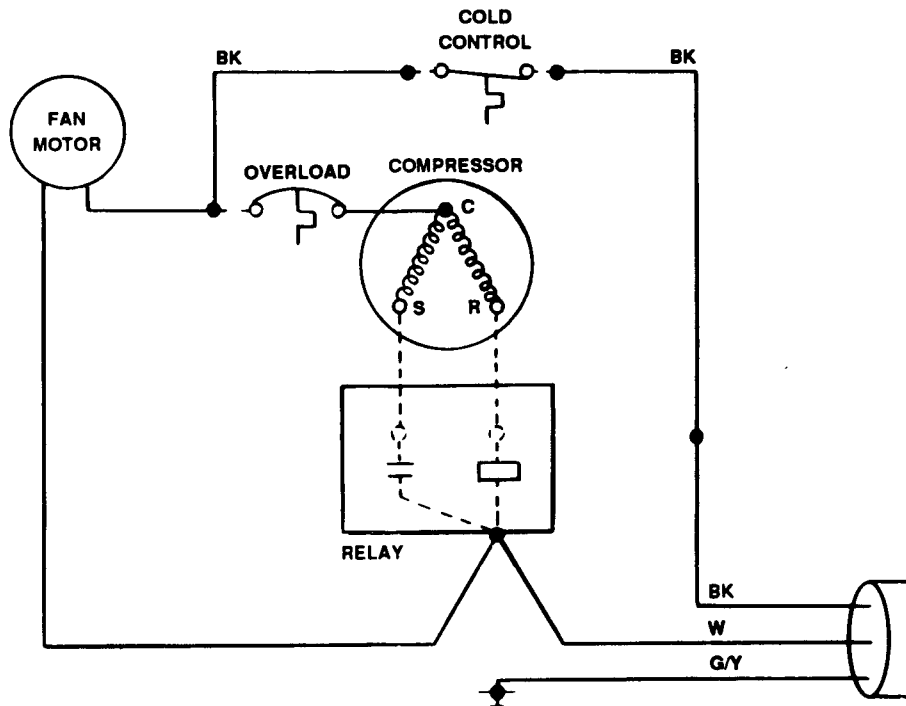 COLD
CONTROL
BK
BK
FAN
MOTOR
OVERLOAD
COMPRESSOR
C
S
R
RELAY
BK
W
G/Y